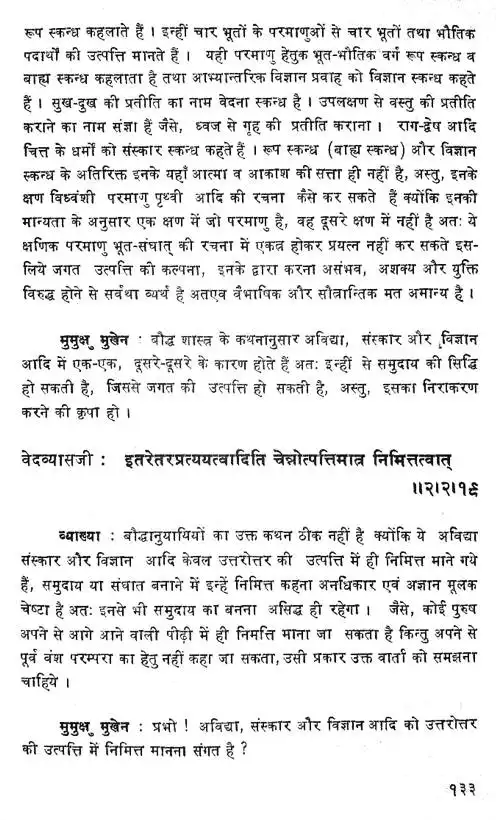 रूप स्कन्ध कहलाते हैं । इन्हीं चार भूतों के परमाणुओं से चार भूतों तथा भौतिक
पदार्थों की उत्पत्ति मानते हैं । यही परमाणु हेतुक भूत-भौतिक वर्ग रूप स्कन्ध व
बाह्य स्कन्ध कहलाता है तथा आभ्यान्तरिक विज्ञान प्रवाह को विज्ञान स्कन्ध कहते
हैं । सुख-दुख की प्रतीति का नाम वेदना स्कन्ध है । उपलक्षण से वस्तु की प्रतीति
कराने का नाम संज्ञा हैं जैसे, ध्वज से गृह की प्रतीति कराना । राग-द्वेष आदि
चित्त के धर्मों को संस्कार स्कन्ध कहते हैं । रूप स्कन्ध (बाह्य स्कन्ध) और विज्ञान
स्कन्ध के अतिरिक्त इनके यहाँ आत्मा व आकाश की सत्ता ही नहीं है, अस्तु, इनके
क्षण विध्वंशी परमाणु पृथ्वी आदि की रचना कैसे कर सकते हैं क्योंकि इनकी
मान्यता के अनुसार एक क्षण में जो परमाणु है, वह दूसरे क्षण में नहीं है अतः ये
क्षणिक परमाणु भूत-संघात् की रचना में एकत्र होकर प्रयत्न नहीं कर सकते इस-
लिये जगत उत्पत्ति की कल्पना, इनके द्वारा करना असंभव, अशक्य और युक्ति
विरुद्ध होने से सर्वथा व्यर्थ है अतएव वैभाषिक और सौत्रान्तिक मत अमान्य है ।
मुमुक्षु मुखेन : बौद्ध शास्त्र के कथनानुसार अविद्या, संस्कार और विज्ञान
आदि में एक-एक, दूसरे-दूसरे के कारण होते हैं अतः इन्हीं से समुदाय की सिद्धि
हो सकती है, जिससे जगत की उत्पत्ति हो सकती है, अस्तु, इसका निराकरण
करने की कृपा हो ।
वेदव्यासजी : इतरेतरप्रत्ययत्वादिति चेन्नोत्पत्तिमात्र निमित्तत्वात्
॥२।२।१९
व्याख्या : बौद्धानुयायियों का उक्त कथन ठीक नहीं है क्योंकि ये अविद्या
संस्कार और विज्ञान आदि केवल उत्तरोत्तर की उत्पत्ति में ही निमित्त माने गये
हैं, समुदाय या संघात बनाने में इन्हें निमित्त कहना अनधिकार एवं अज्ञान मूलक
चेष्टा हैं अतः इनसे भी समुदाय का बनना असिद्ध ही रहेगा । जैसे, कोई पुरुष
अपने से आगे आने वाली पीढ़ी में ही निमत्ति माना जा सकता है किन्तु अपने से
पूर्व वंश परम्परा का हेतु नहीं कहा जा सकता, उसी प्रकार उक्त वार्ता को समझना
चाहिये ।
मुमुक्षु मुखेन : प्रभो ! अविद्या, संस्कार और विज्ञान आदि को उत्तरोत्तर
की उत्पत्ति में निमित्त मानना संगत है ?
१३३